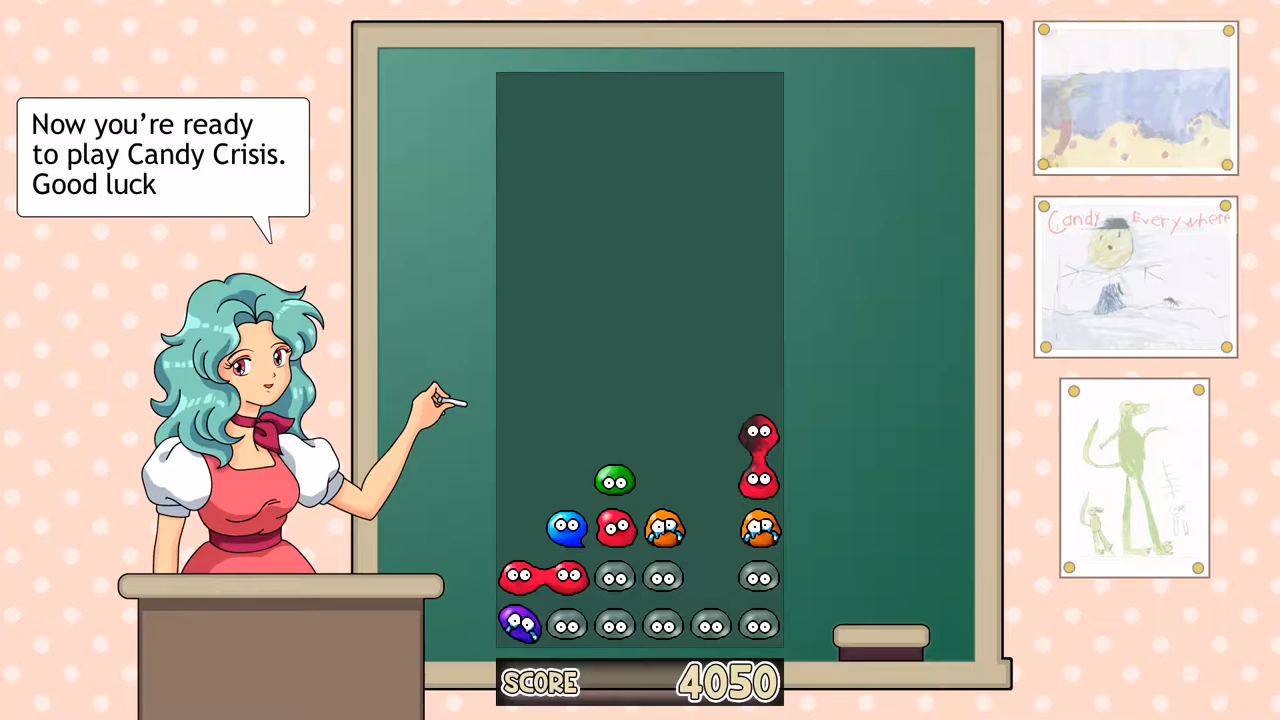 Now you're ready
to play Candy Crisis.
Good luck
Candy Everywhere
SCORE 4050